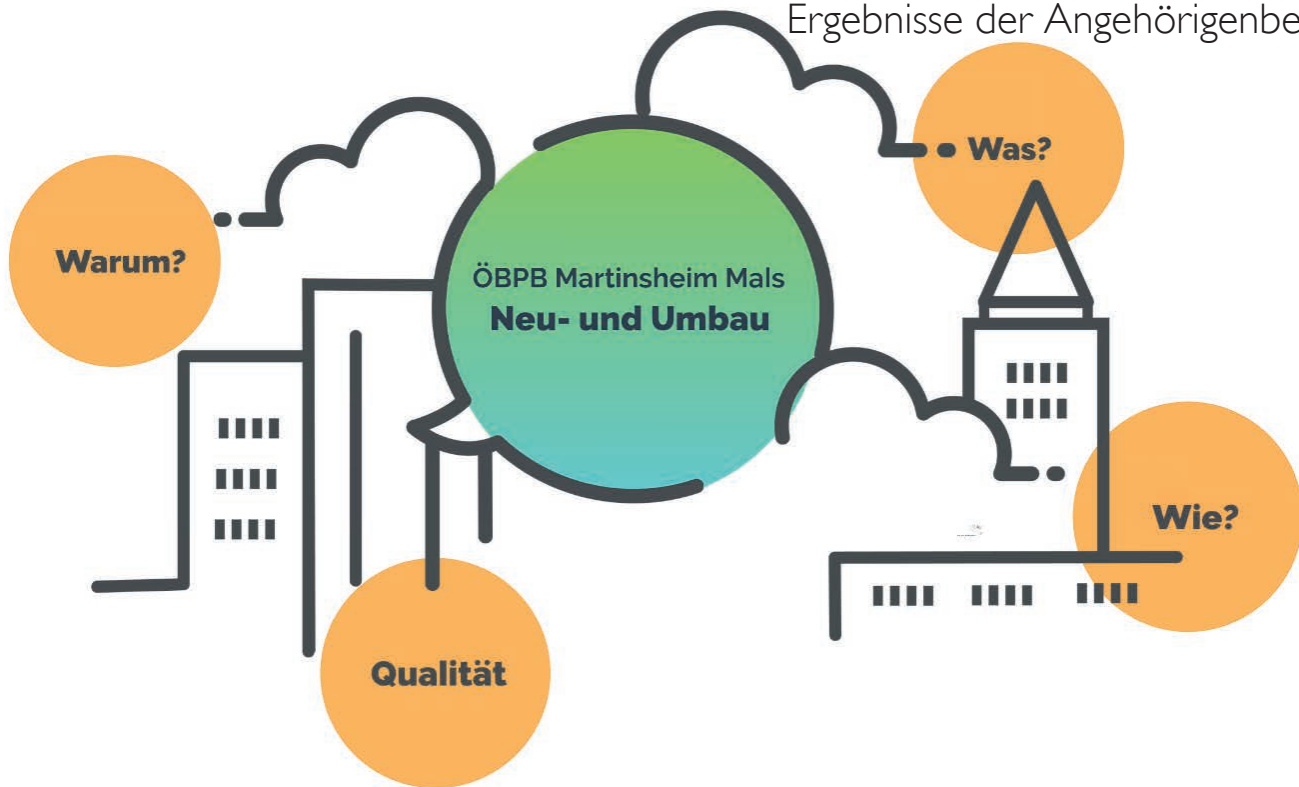 Ergebnisse der Angehörigenbe
Was?
Warum?
ÖBPB Martinsheim Mals
Neu- und Umbau
Wie?
Qualität